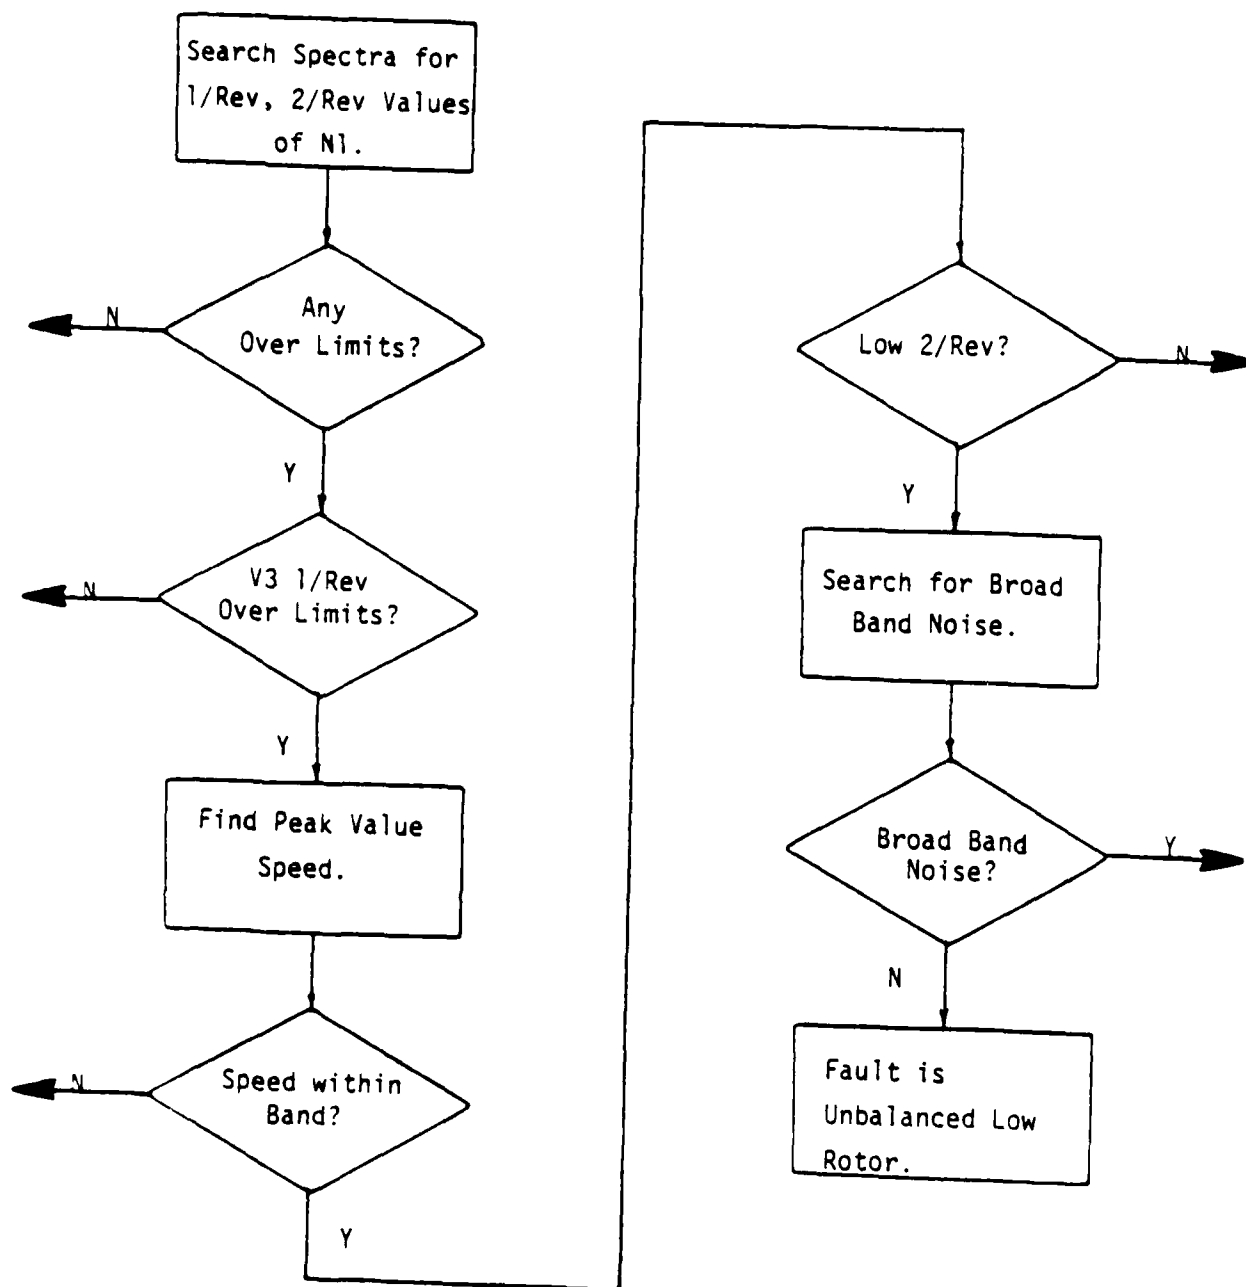 Search Spectra for
1/Rev, 2/Rev Values
of N1.
Any
Over Limits?
N
Y
V3 1/Rev
Over Limits?
N
Y
Find Peak Value
Speed.
Speed within
Band?
N
Y
Low 2/Rev?
N
Y
Search for Broad
Band Noise.
Broad Band
Noise?
Y
N
Fault is
Unbalanced Low
Rotor.